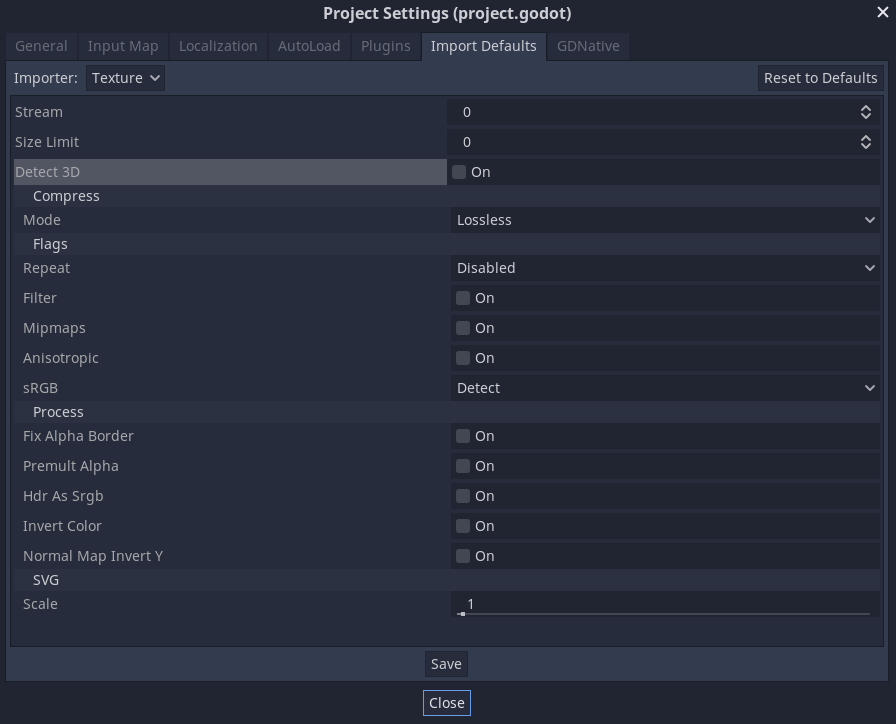 Project Settings (project.godot)
General Input Map Localization AutoLoad Plugins Import Defaults GDNative
Importer: Texture Reset to Defaults
Stream 0
Size Limit 0
Detect 3D On
Compress
Mode Lossless
Flags
Repeat Disabled
Filter On
Mipmaps On
Anisotropic On
sRGB Detect
Process
Fix Alpha Border On
Premult Alpha On
Hdr As Srgb On
Invert Color On
Normal Map Invert Y On
SVG
Scale 1
Save
Close